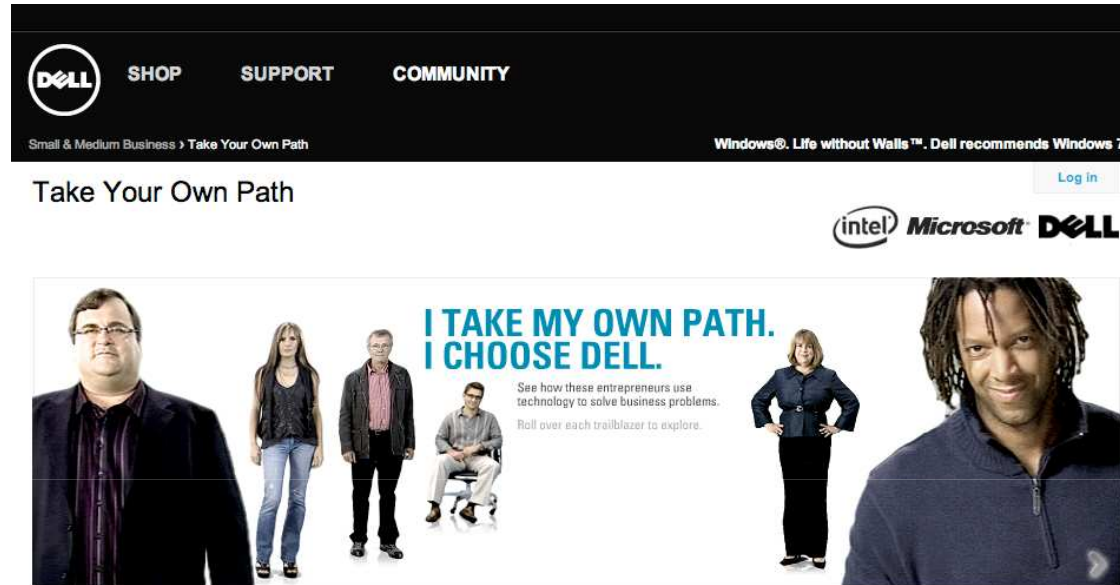 DELL
SHOP SUPPORT COMMUNITY
Small & Medium Business › Take Your Own Path
Windows®. Life without Walls™. Dell recommends Windows 7
Take Your Own Path
Log in
intel Microsoft DELL
I TAKE MY OWN PATH.
I CHOOSE DELL.
See how these entrepreneurs use
technology to solve business problems.
Roll over each trailblazer to explore.